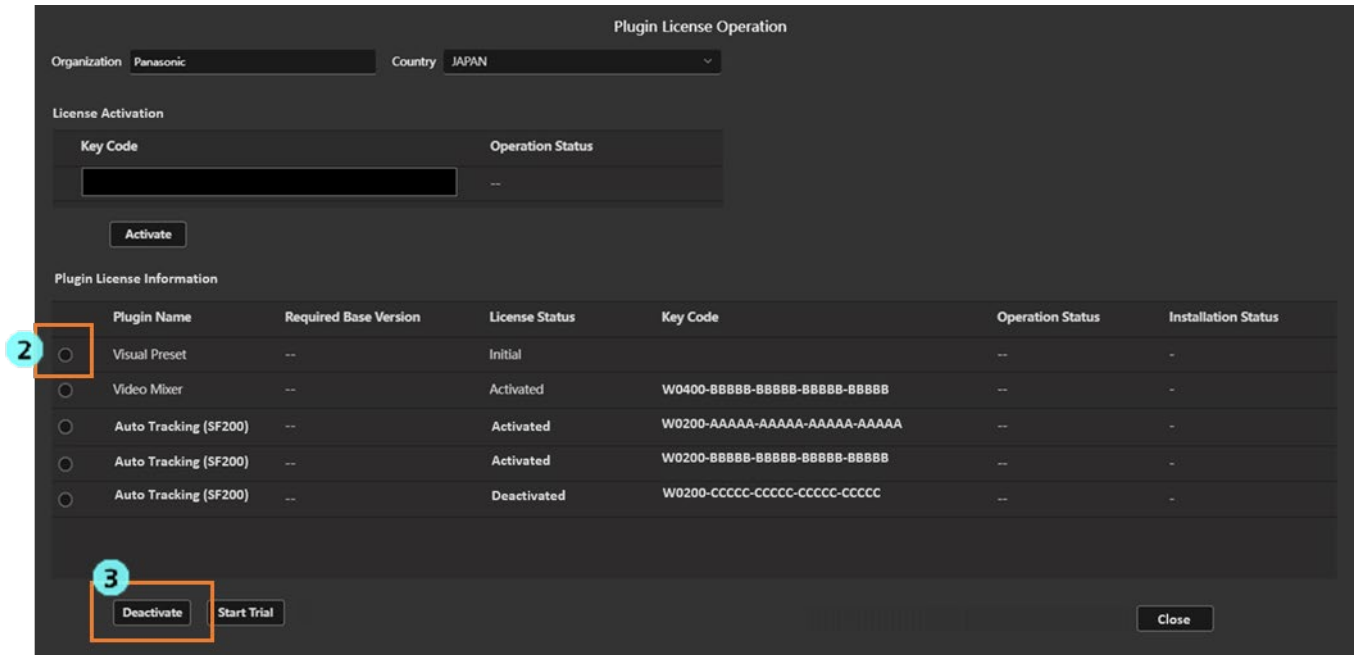 Plugin License Operation
Organization Panasonic Country JAPAN
License Activation
Key Code Operation Status
--
Activate
Plugin License Information
Plugin Name Required Base Version License Status Key Code Operation Status Installation Status
2
Visual Preset -- Initial -- -
Video Mixer -- Activated W0400-BBBBB-BBBBB-BBBBB-BBBBB -- -
Auto Tracking (SF200) -- Activated W0200-AAAAA-AAAAA-AAAAA-AAAAA -- -
Auto Tracking (SF200) -- Activated W0200-BBBBB-BBBBB-BBBBB-BBBBB -- -
Auto Tracking (SF200) -- Deactivated W0200-CCCCC-CCCCC-CCCCC-CCCCC -- -
3
Deactivate Start Trial Close